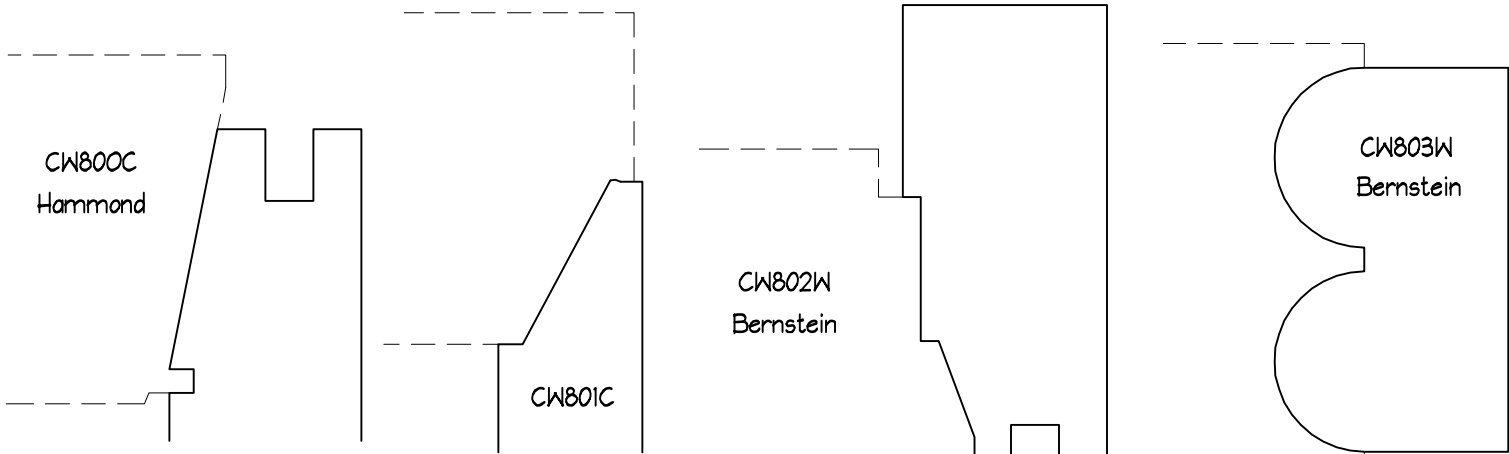 CW800C
Hammond
CW801C
CW802W
Bernstein
CW803W
Bernstein